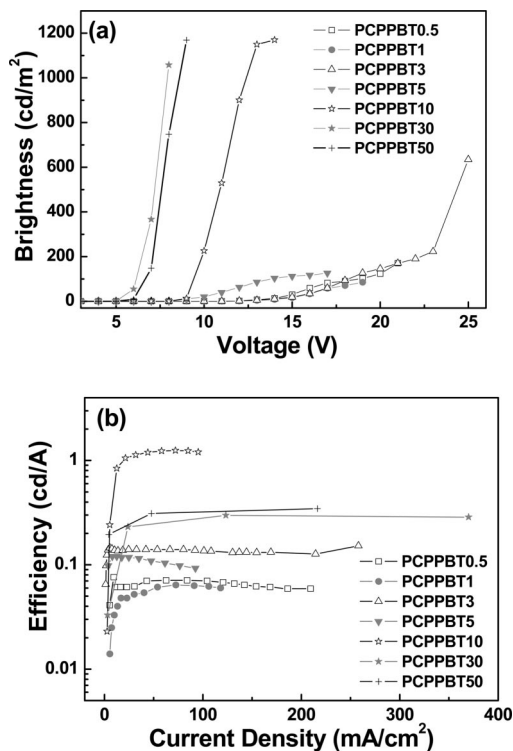 (a)
PCPPBT0.5
PCPPBT1
PCPPBT3
PCPPBT5
PCPPBT10
PCPPBT30
PCPPBT50
1200
1000
800
600
400
200
0
Brightness (cd/m²)
5 10 15 20 25
Voltage (V)
(b)
1
0.1
0.01
Efficiency (cd/A)
PCPPBT0.5
PCPPBT1
PCPPBT3
PCPPBT5
PCPPBT10
PCPPBT30
PCPPBT50
0 100 200 300 400
Current Density (mA/cm²)